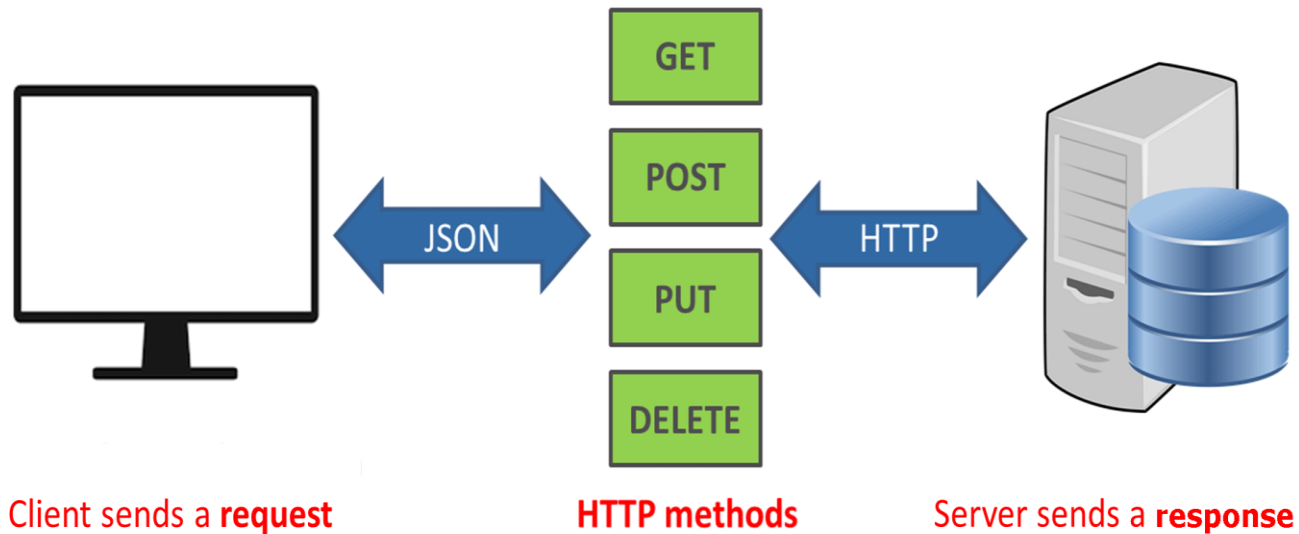 GET
POST
JSON
HTTP
PUT
DELETE
Client sends a request
HTTP methods
Server sends a response